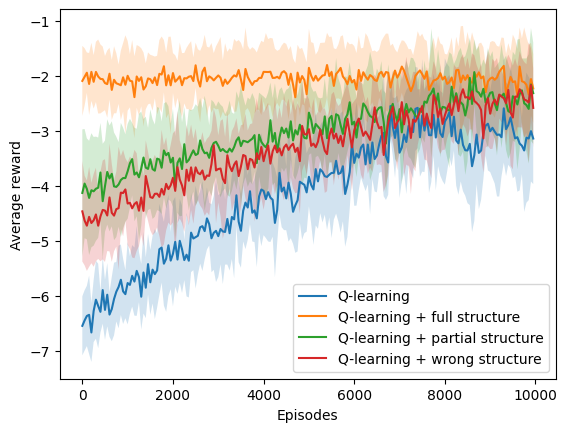 −1
−2
−3
−4
−5
−6
−7
Average reward
0 2000 4000 6000 8000 10000
Episodes
Q-learning
Q-learning + full structure
Q-learning + partial structure
Q-learning + wrong structure